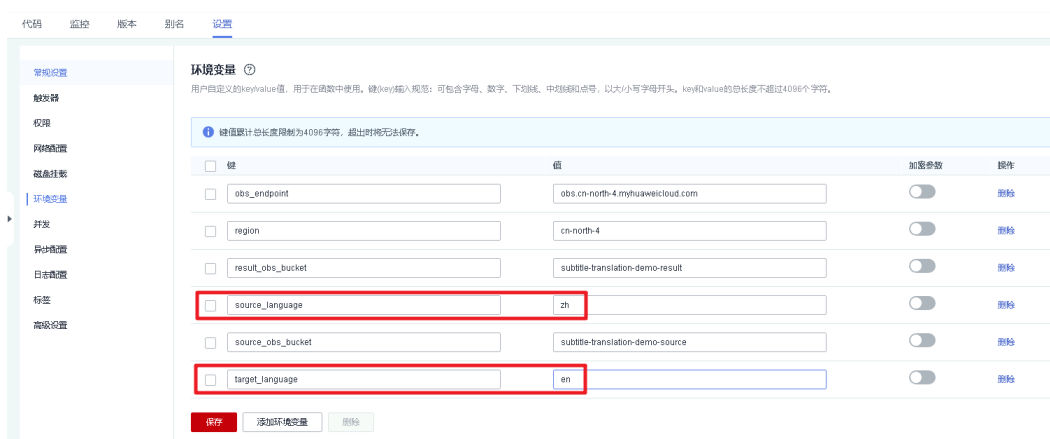 代码 监控 版本 别名 设置
常规设置
触发器
权限
网络配置
磁盘挂载
环境变量
并发
异步配置
日志配置
标签
高级设置
环境变量 ?
用户自定义的key/value值，用于在函数中使用。键(key)输入规范：可包含字母、数字、下划线、中划线和点号，以大/小写字母开头。key和value的总长度不超过4096个字符。
键值累计总长度限制为4096字符，超出时将无法保存。
键 值 加密参数 操作
obs_endpoint obs.cn-north-4.myhuaweicloud.com 删除
region cn-north-4 删除
result_obs_bucket subtitle-translation-demo-result 删除
source_language zh 删除
source_obs_bucket subtitle-translation-demo-source 删除
target_language en 删除
保存 添加环境变量 删除